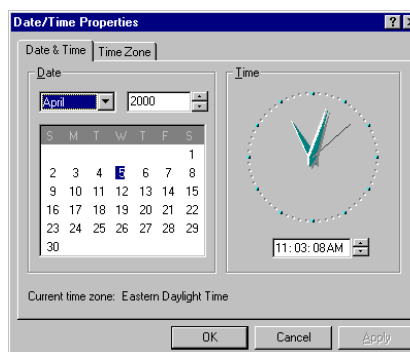 Date/Time Properties
Date & Time Time Zone
Date
April 2000
S M T W T F S
1
2 3 4 5 6 7 8
9 10 11 12 13 14 15
16 17 18 19 20 21 22
23 24 25 26 27 28 29
30
Time
11:03:08 AM
Current time zone: Eastern Daylight Time
OK Cancel Apply